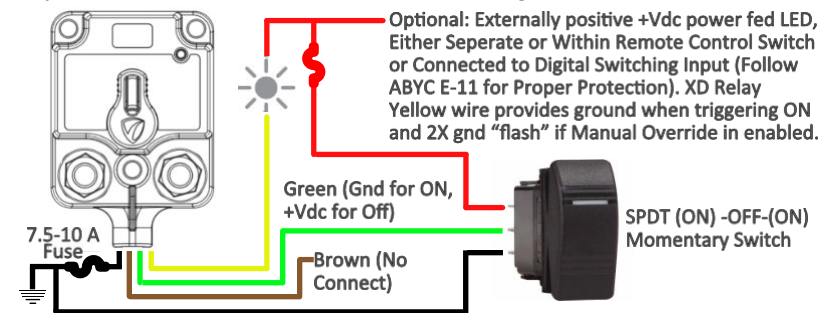 Optional: Externally positive +Vdc power fed LED,
Either Seperate or Within Remote Control Switch
or Connected to Digital Switching Input (Follow
ABYC E-11 for Proper Protection). XD Relay
Yellow wire provides ground when triggering ON
and 2X gnd “flash” if Manual Override in enabled.
Green (Gnd for ON,
+Vdc for Off)
SPDT (ON) -OFF-(ON)
Momentary Switch
7.5-10 A
Fuse
Brown (No
Connect)